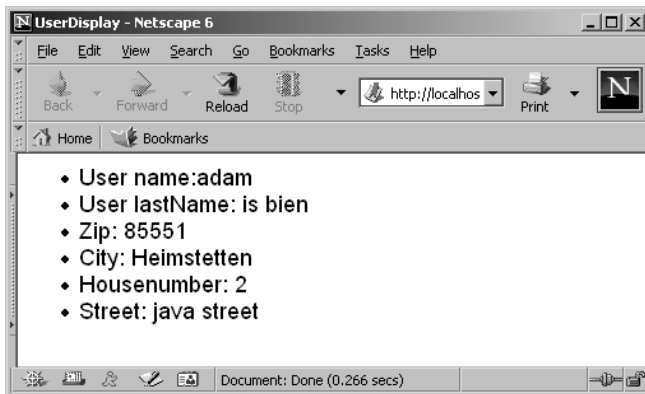 UserDisplay - Netscape 6
File Edit View Search Go Bookmarks Tasks Help
Back Forward Reload Stop http://localhos Print N
Home Bookmarks
• User name:adam
• User lastName: is bien
• Zip: 85551
• City: Heimstetten
• Housenumber: 2
• Street: java street
Document: Done (0.266 secs)